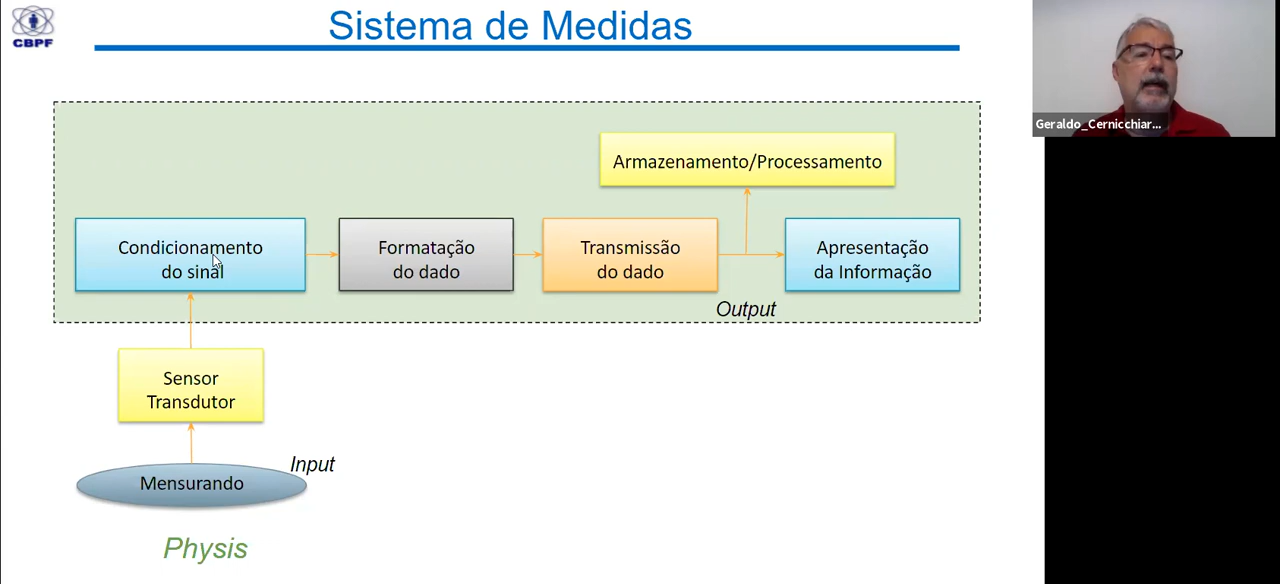 CBPF
Sistema de Medidas
Geraldo_Cernicchiar...
Armazenamento/Processamento
Condicionamento
do sinal
Formatação
do dado
Transmissão
do dado
Apresentação
da Informação
Output
Sensor
Transdutor
Input
Mensurando
Physis